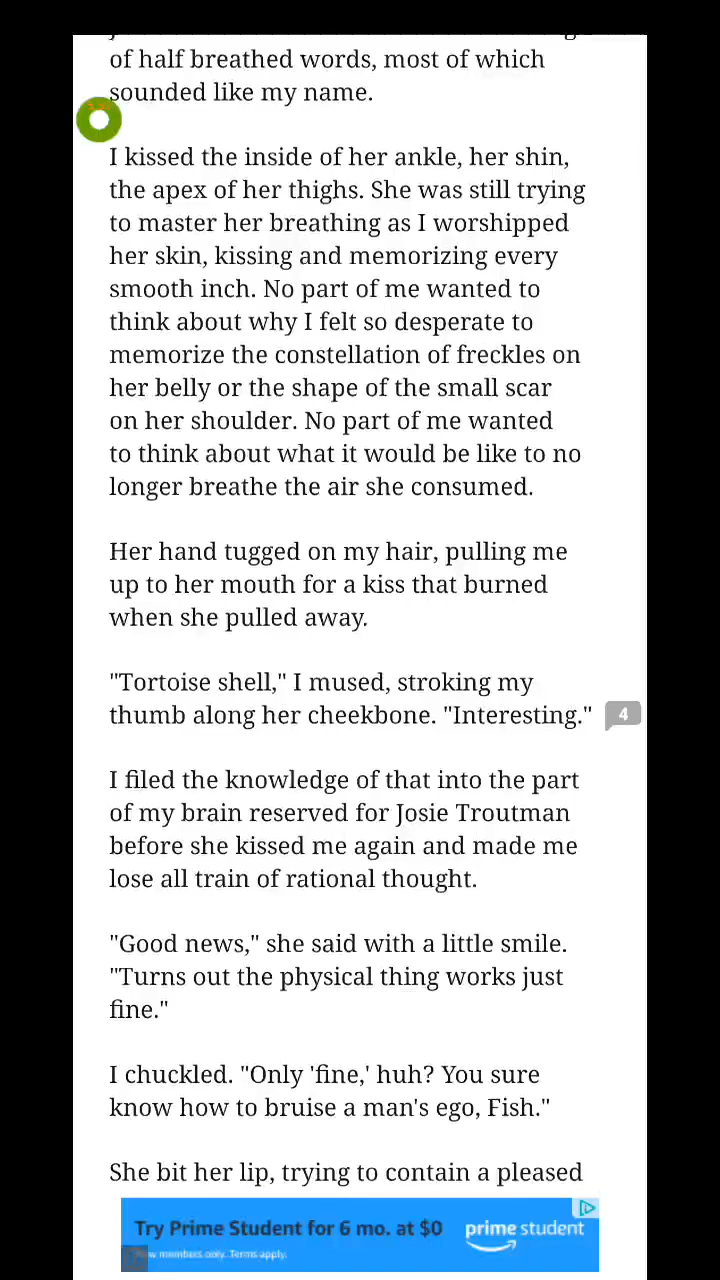 of half breathed words, most of which
sounded like my name.
I kissed the inside of her ankle, her shin,
the apex of her thighs. She was still trying
to master her breathing as I worshipped
her skin, kissing and memorizing every
smooth inch. No part of me wanted to
think about why I felt so desperate to
memorize the constellation of freckles on
her belly or the shape of the small scar
on her shoulder. No part of me wanted
to think about what it would be like to no
longer breathe the air she consumed.
Her hand tugged on my hair, pulling me
up to her mouth for a kiss that burned
when she pulled away.
"Tortoise shell," I mused, stroking my
thumb along her cheekbone. "Interesting."
4
I filed the knowledge of that into the part
of my brain reserved for Josie Troutman
before she kissed me again and made me
lose all train of rational thought.
"Good news," she said with a little smile.
"Turns out the physical thing works just
fine."
I chuckled. "Only 'fine,' huh? You sure
know how to bruise a man's ego, Fish."
She bit her lip, trying to contain a pleased
Try Prime Student for 6 mo. at $0
prime student
members only. Terms apply.